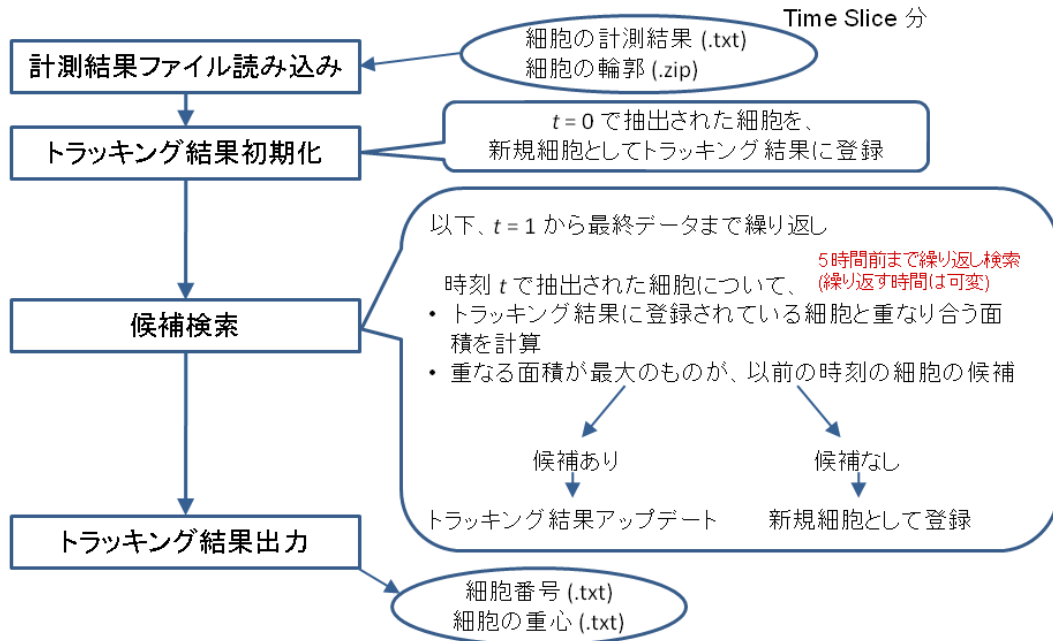 Time Slice 分
細胞の計測結果 (.txt)
細胞の輪郭 (.zip)
計測結果ファイル読み込み
t = 0 で抽出された細胞を、
新規細胞としてトラッキング結果に登録
トラッキング結果初期化
以下、t = 1 から最終データまで繰り返し
5時間前まで繰り返し検索
(繰り返す時間は可変)
時刻 t で抽出された細胞について、
• トラッキング結果に登録されている細胞と重なり合う面
積を計算
• 重なる面積が最大のものが、以前の時刻の細胞の候補
候補検索
候補あり
候補なし
トラッキング結果アップデート
新規細胞として登録
トラッキング結果出力
細胞番号 (.txt)
細胞の重心 (.txt)